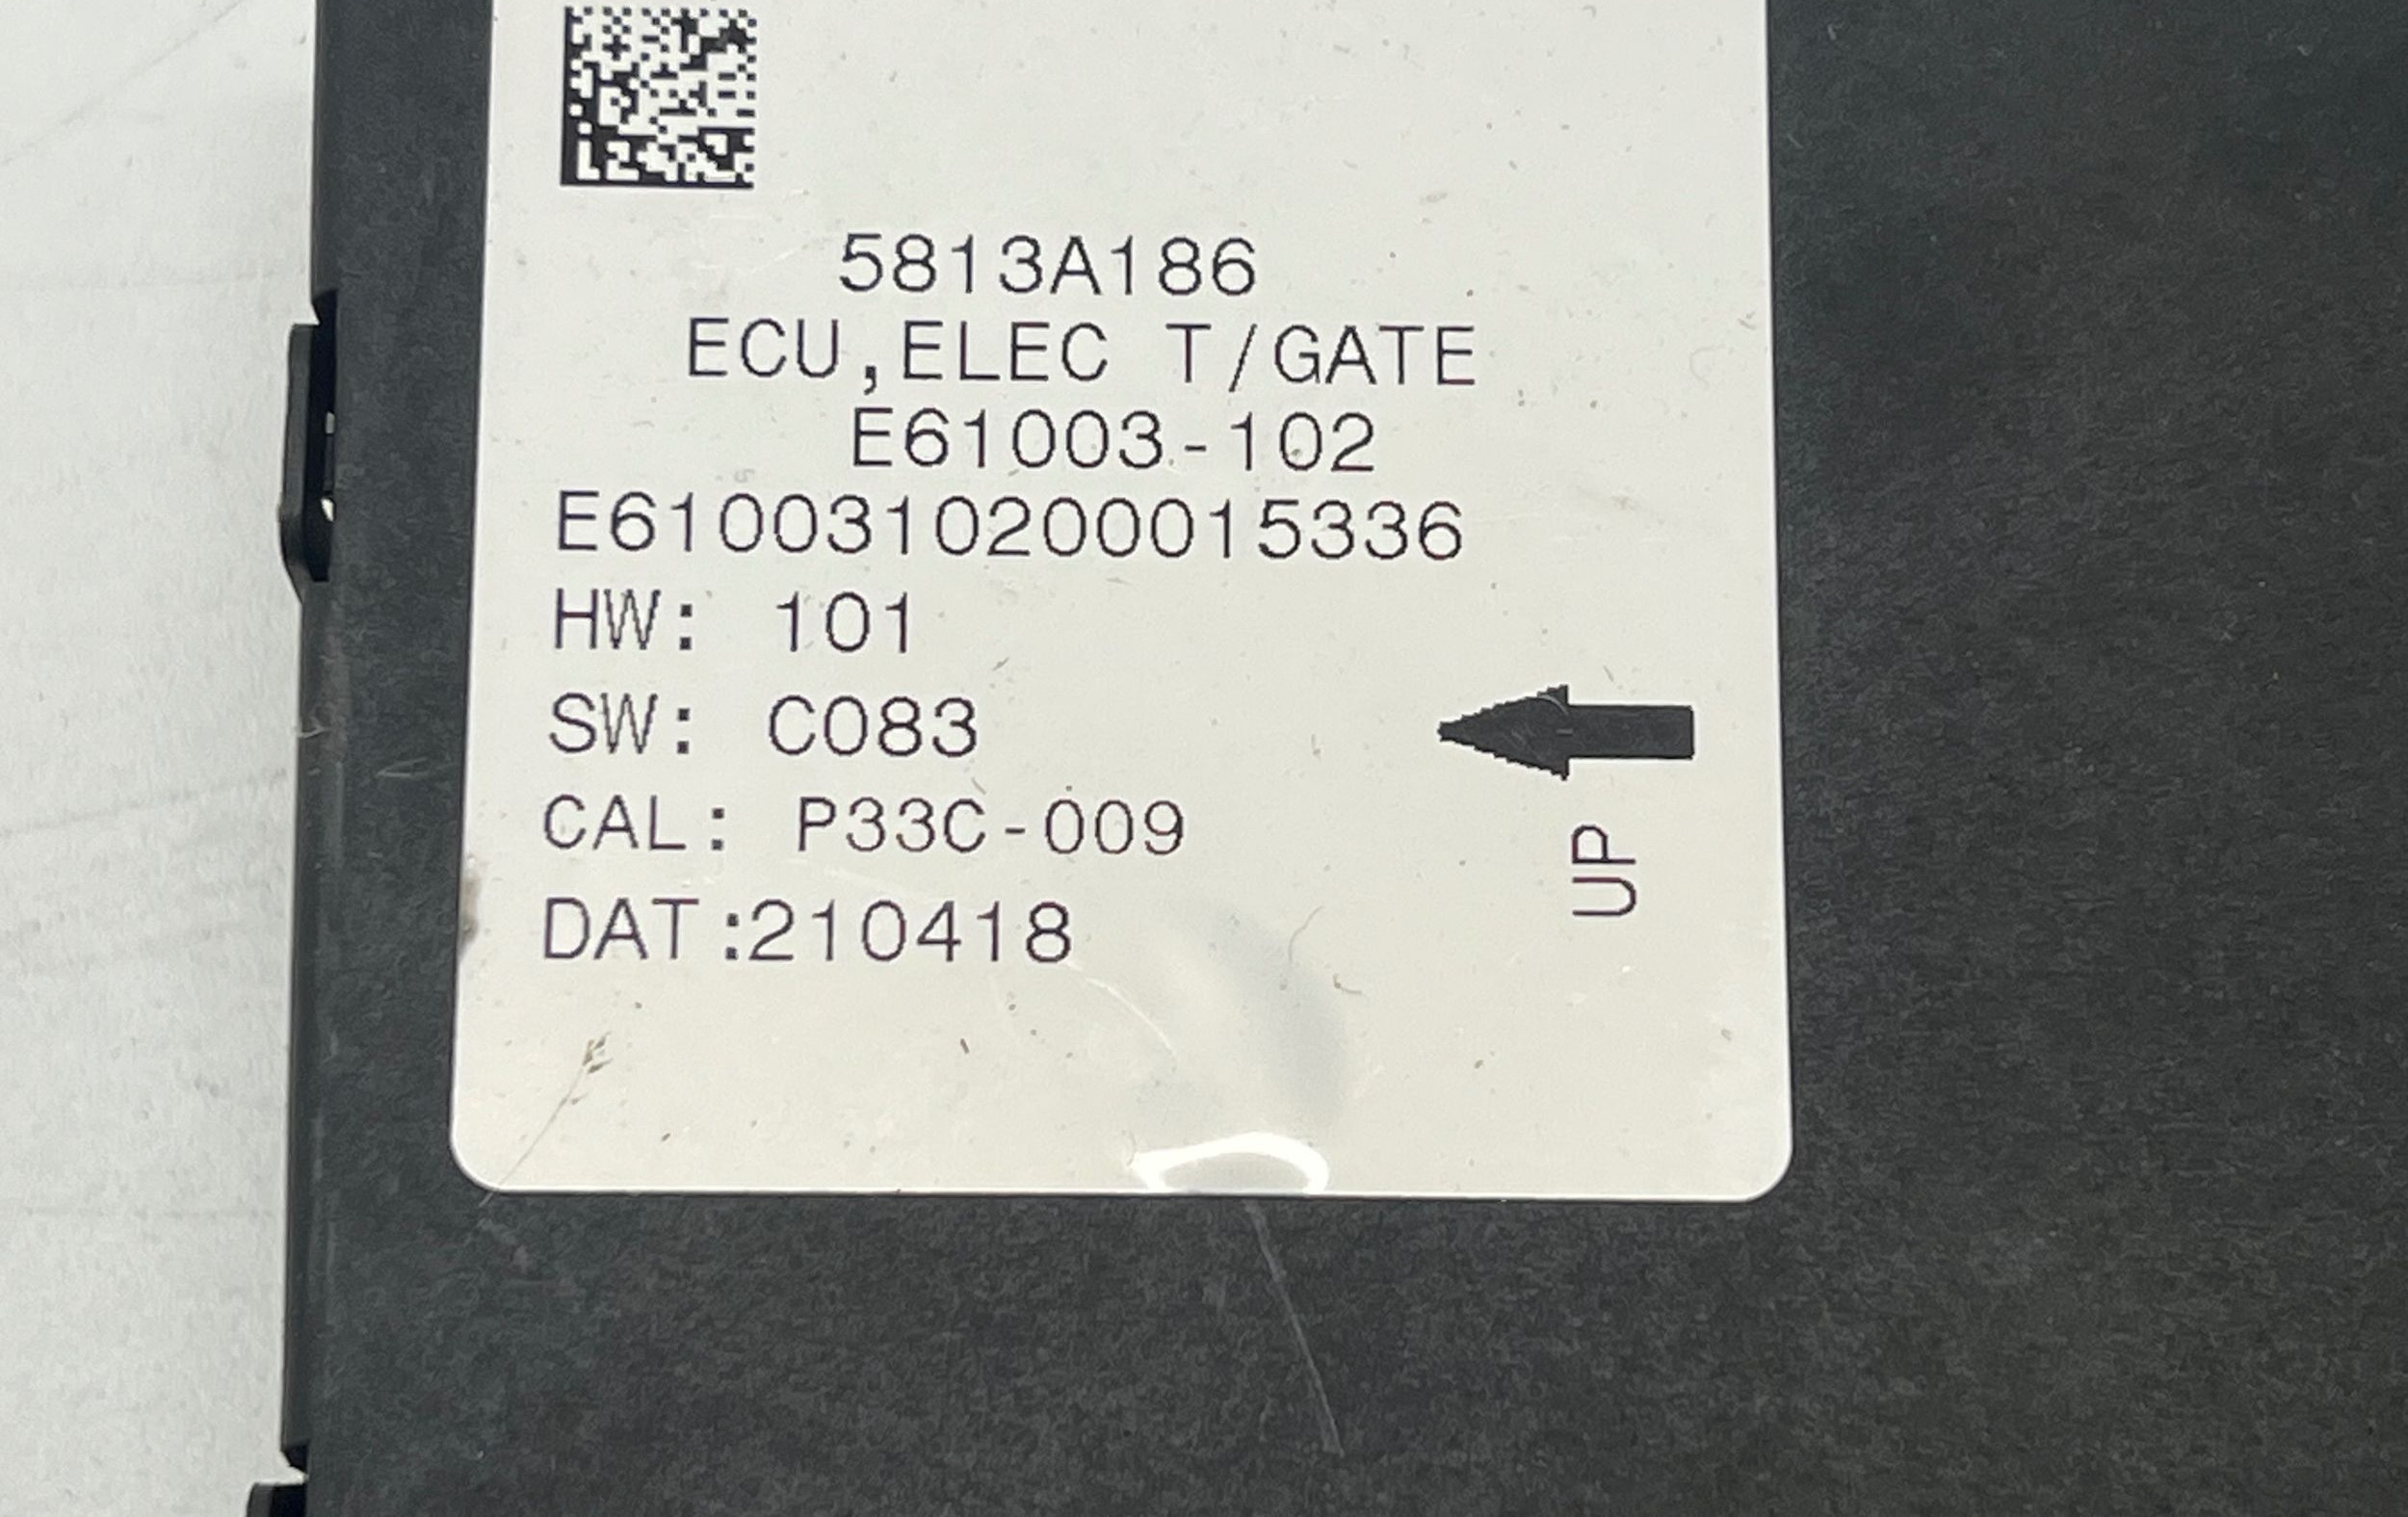 5813A186
ECU,ELEC T/GATE
E61003-102
E6100310200015336
HW: 101
SW: C083
CAL: P33C-009
DAT:210418
UP